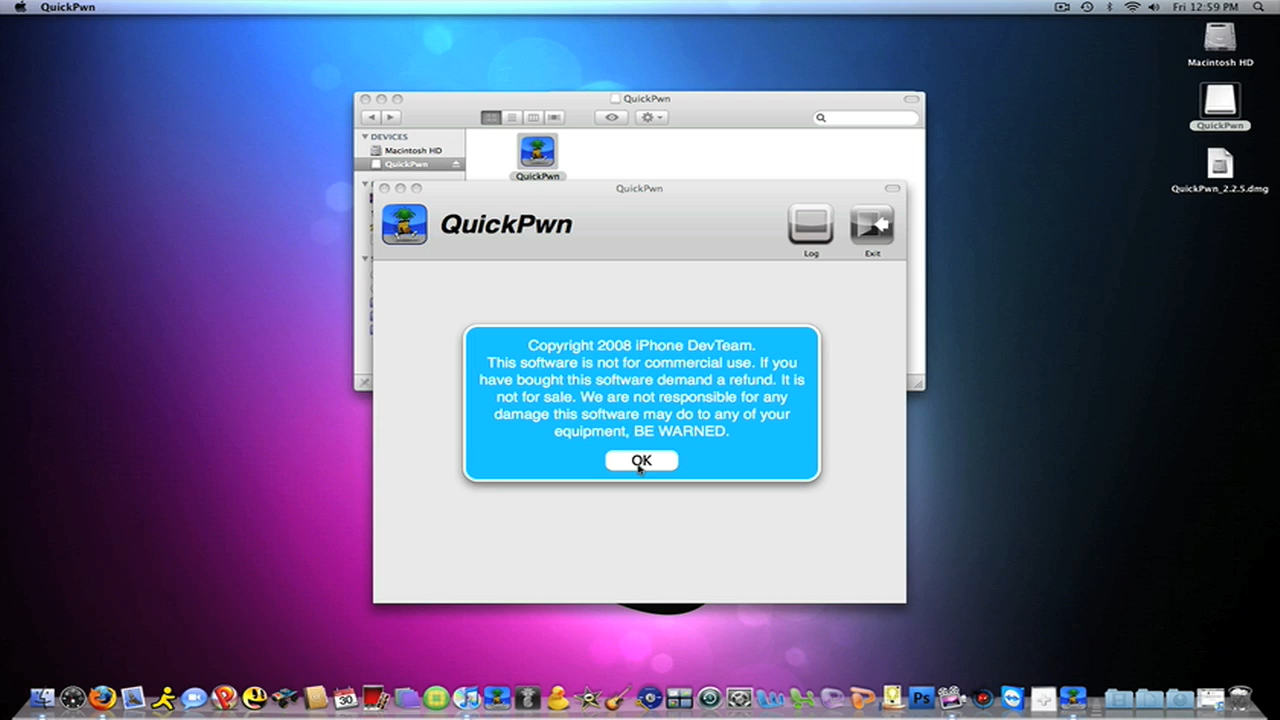 QuickPwn
Fri 12:59 PM
Macintosh HD
QuickPwn
QuickPwn_2.2.5.dmg
QuickPwn
DEVICES
Macintosh HD
QuickPwn
QuickPwn
QuickPwn
QuickPwn
Log
Exit
Copyright 2008 iPhone DevTeam.
This software is not for commercial use. If you
have bought this software demand a refund. It is
not for sale. We are not responsible for any
damage this software may do to any of your
equipment, BE WARNED.
OK
30
Ps